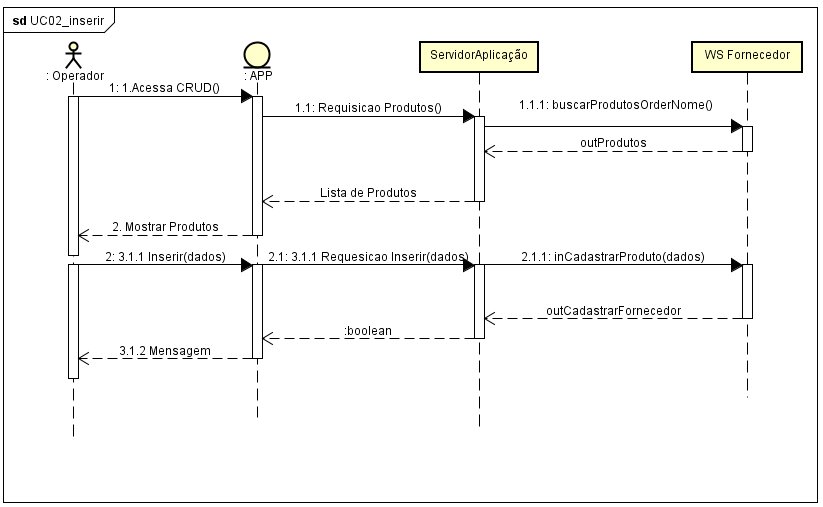 sd UC02_inserir
: Operador
: APP
ServidorAplicação
WS Fornecedor
1: 1.Acessa CRUD()
1.1: Requisicao Produtos()
1.1.1: buscarProdutosOrderNome()
outProdutos
Lista de Produtos
2. Mostrar Produtos
2: 3.1.1 Inserir(dados)
2.1: 3.1.1 Requesicao Inserir(dados)
2.1.1: inCadastrarProduto(dados)
outCadastrarFornecedor
:boolean
3.1.2 Mensagem